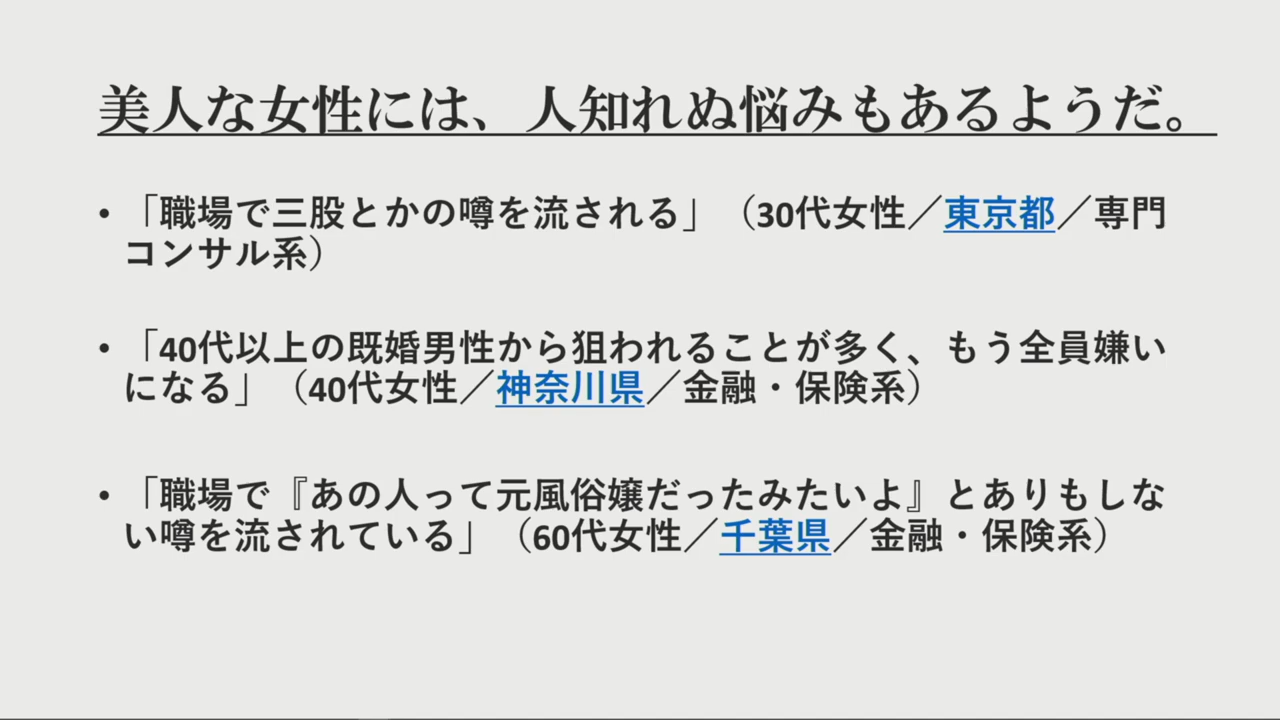 美人な女性には、人知れぬ悩みもあるようだ。
• 「職場で三股とかの噂を流される」（30代女性／東京都／専門
コンサル系）
• 「40代以上の既婚男性から狙われることが多く、もう全員嫌い
になる」（40代女性／神奈川県／金融・保険系）
• 「職場で『あの人って元風俗嬢だったみたいよ』とありもしな
い噂を流されている」（60代女性／千葉県／金融・保険系）